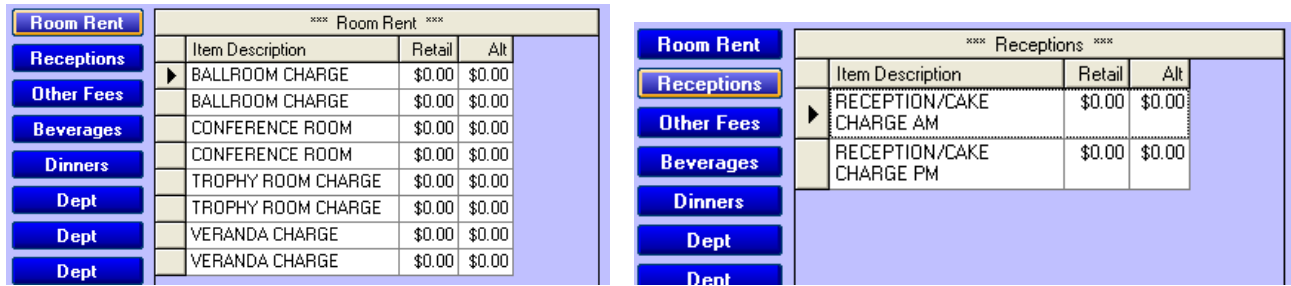 Room Rent
Receptions
Other Fees
Beverages
Dinners
Dept
Dept
Dept
*** Room Rent ***
Item Description Retail Alt
BALLROOM CHARGE $0.00 $0.00
BALLROOM CHARGE $0.00 $0.00
CONFERENCE ROOM $0.00 $0.00
CONFERENCE ROOM $0.00 $0.00
TROPHY ROOM CHARGE $0.00 $0.00
TROPHY ROOM CHARGE $0.00 $0.00
VERANDA CHARGE $0.00 $0.00
VERANDA CHARGE $0.00 $0.00
Room Rent
Receptions
Other Fees
Beverages
Dinners
Dept
Dept
*** Receptions ***
Item Description Retail Alt
RECEPTION/CAKE $0.00 $0.00
CHARGE AM
RECEPTION/CAKE $0.00 $0.00
CHARGE PM